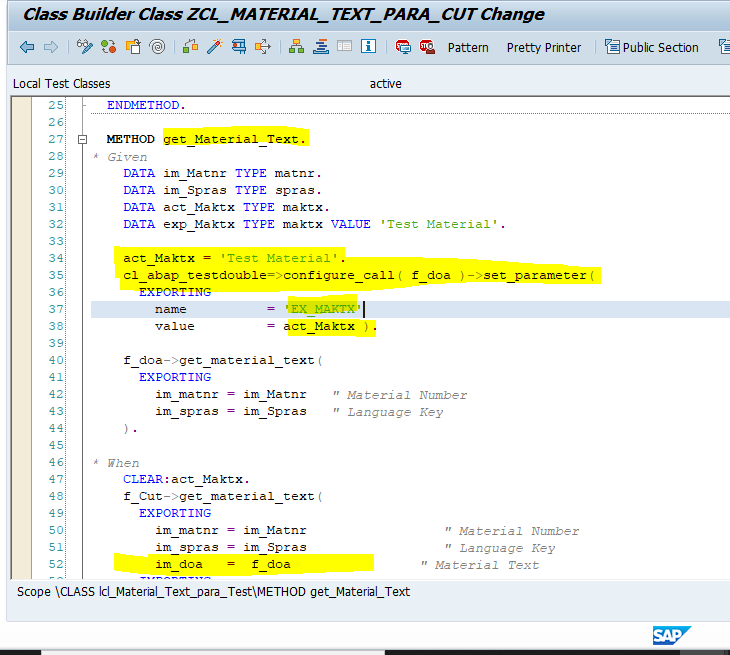 Class Builder Class ZCL_MATERIAL_TEXT_PARA_CUT Change
Pattern Pretty Printer Public Section
Local Test Classes active
25 ENDMETHOD.
26
27 METHOD get_Material_Text.
28 * Given
29 DATA im_Matnr TYPE matnr.
30 DATA im_Spras TYPE spras.
31 DATA act_Maktx TYPE maktx.
32 DATA exp_Maktx TYPE maktx VALUE 'Test Material'.
33
34 act_Maktx = 'Test Material'.
35 cl_abap_testdouble=>configure_call( f_doa )->set_parameter(
36 EXPORTING
37 name = 'EX_MAKTX'
38 value = act_Maktx ).
39
40 f_doa->get_material_text(
41 EXPORTING
42 im_matnr = im_Matnr " Material Number
43 im_spras = im_Spras " Language Key
44 ).
45
46 * When
47 CLEAR:act_Maktx.
48 f_Cut->get_material_text(
49 EXPORTING
50 im_matnr = im_Matnr " Material Number
51 im_spras = im_Spras " Language Key
52 im_doa = f_doa " Material Text
Scope \CLASS lcl_Material_Text_para_Test\METHOD get_Material_Text
SAP